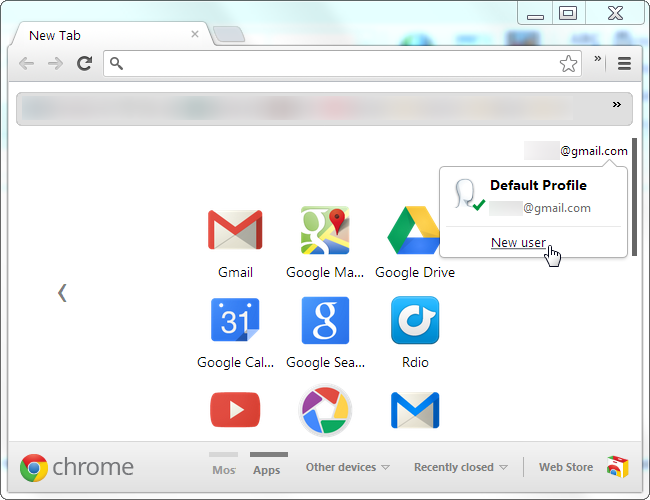 New Tab
»
»
@gmail.com
Default Profile
@gmail.com
New user
Gmail
Google Ma...
Google Drive
31
Google Cal...
g
Google Sea...
Rdio
chrome
Mos
Apps
Other devices
Recently closed
Web Store